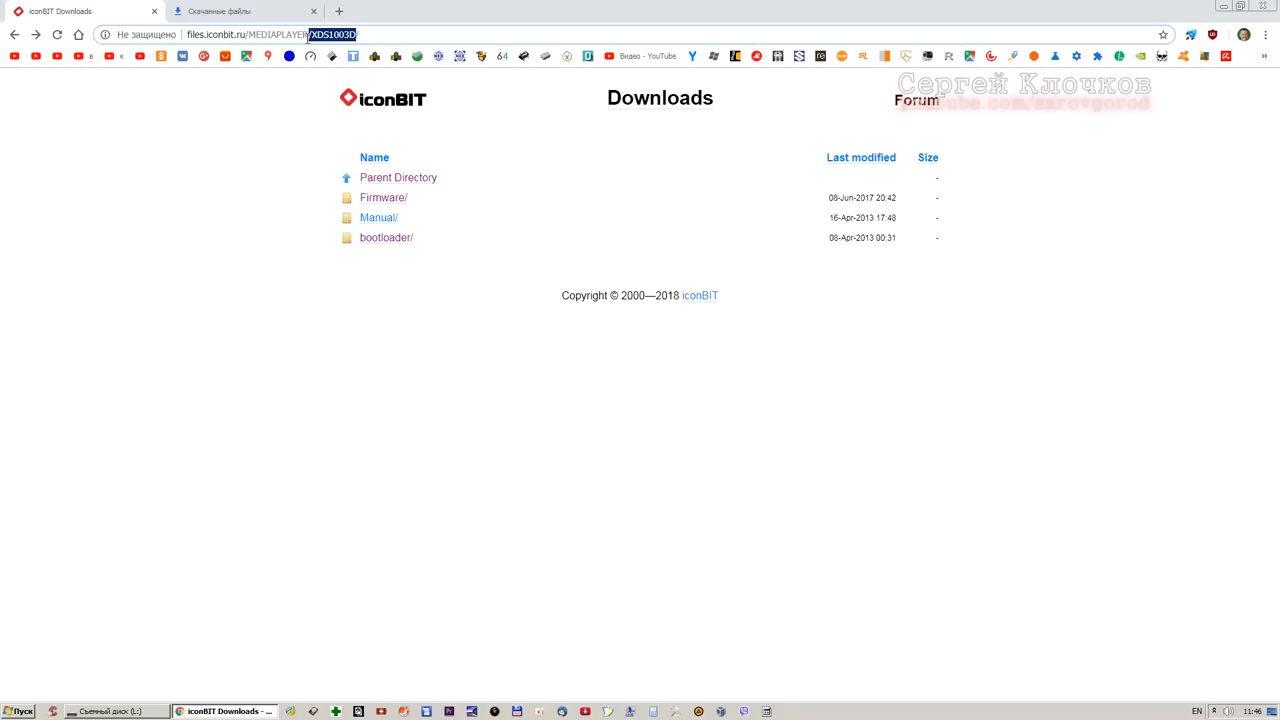 iconBIT Downloads
Скачанные файлы
Не защищено
files.iconbit.ru/MEDIAPLAYER/XDS1003D/
в
к
64
Видео - YouTube
iconBIT
Downloads
Forum
Сергей Клочков
Name
Last modified
Size
Parent Directory
-
Firmware/
08-Jun-2017 20:42
-
Manual/
16-Apr-2013 17:48
-
bootloader/
08-Apr-2013 00:31
-
Copyright © 2000—2018 iconBIT
Пуск
Съемный диск (L:)
iconBIT Downloads - ...
EN
11:46